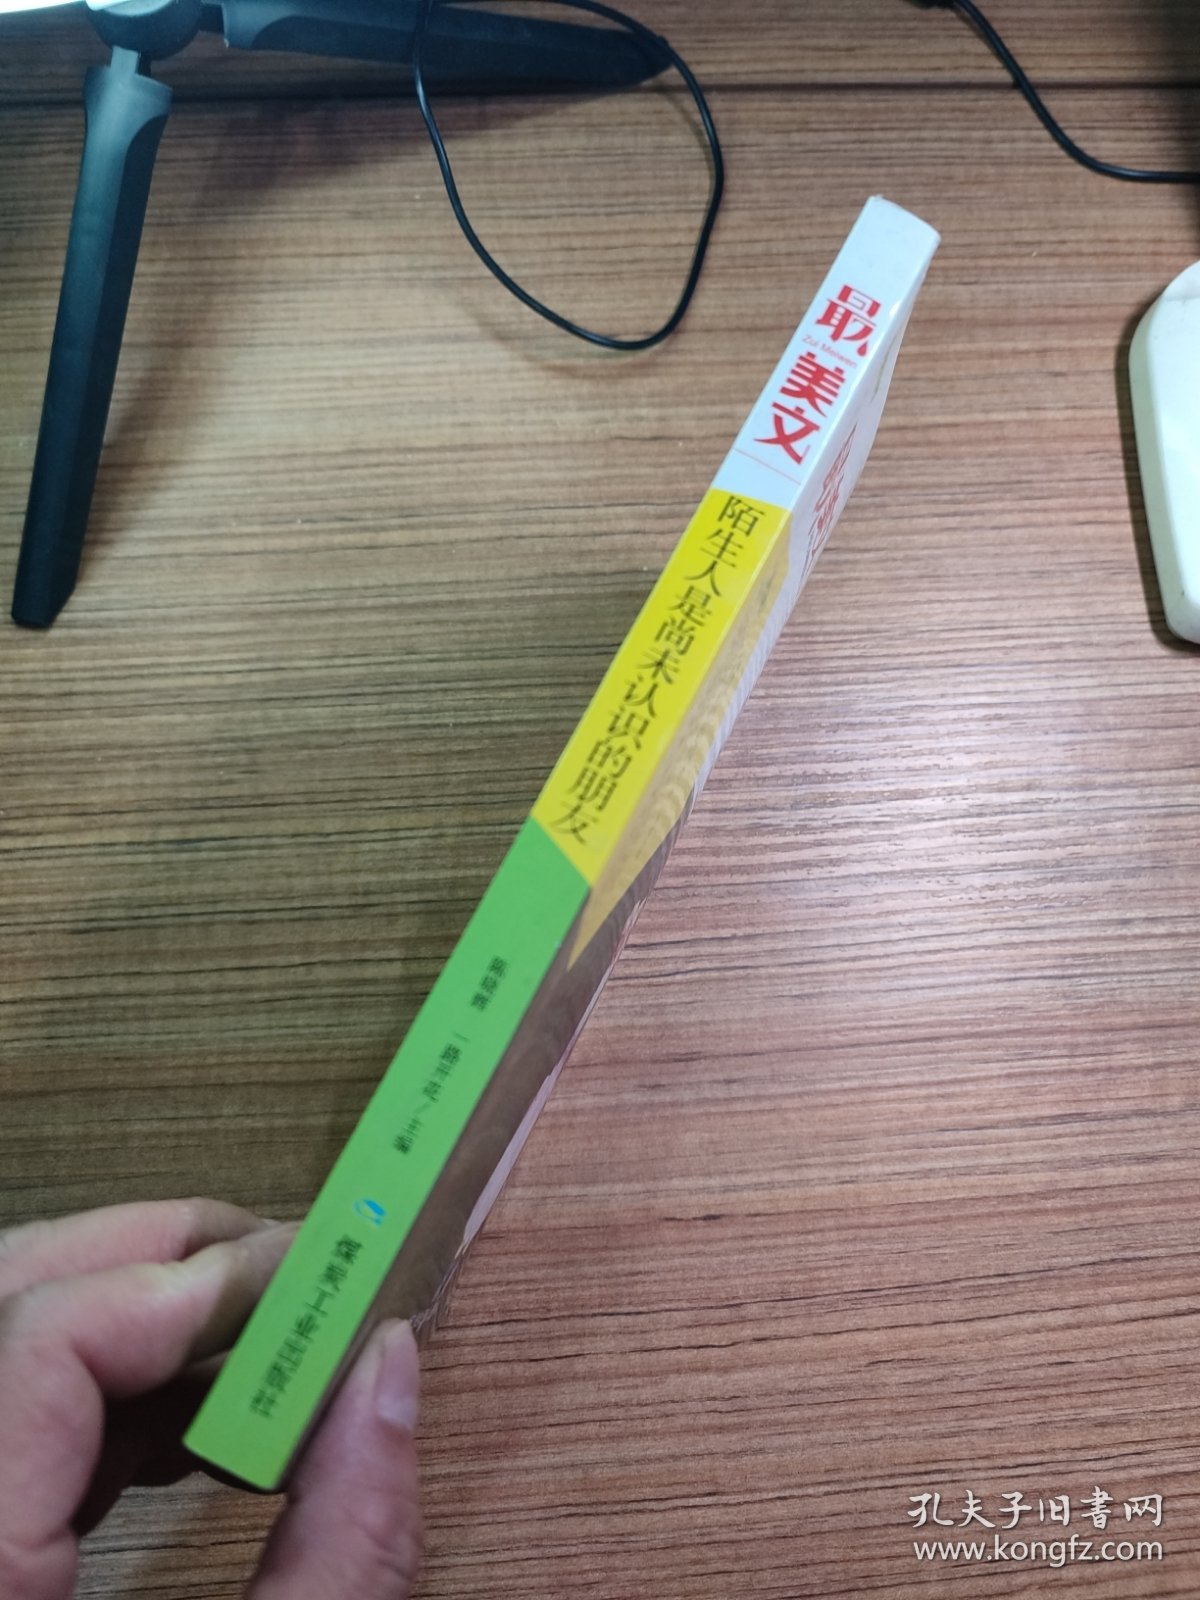 最美文
Zui Meiwen
陌生人是尚未认识的朋友
陈晓辉 一路开花/主编
煤炭工业出版社
孔夫子旧书网
www.kongfz.com